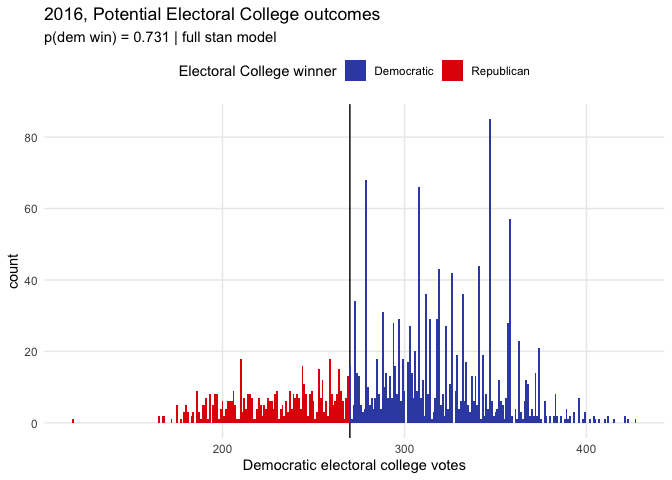 2016, Potential Electoral College outcomes
p(dem win) = 0.731 | full stan model
Electoral College winner Democratic Republican
80
60
40
20
0
count
200 300 400
Democratic electoral college votes